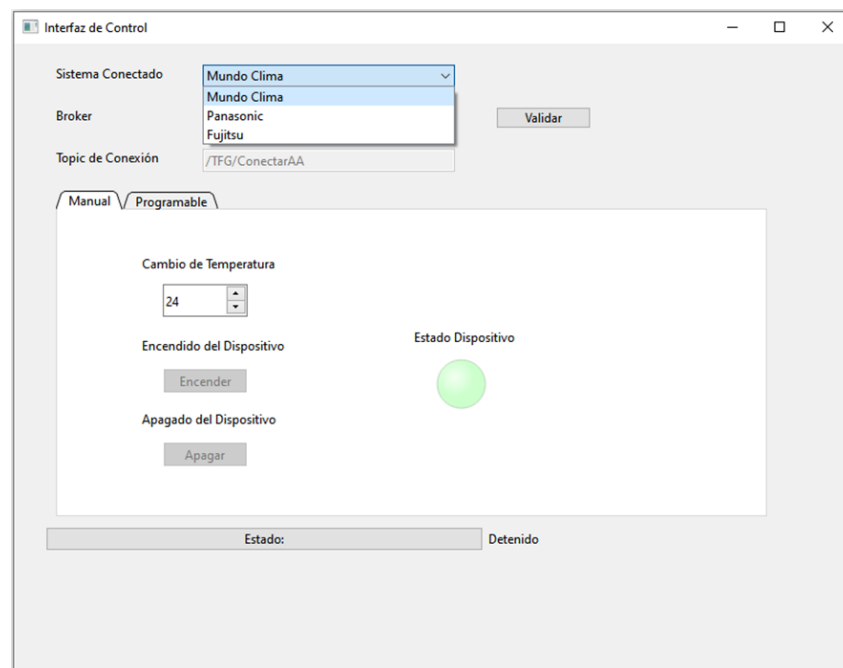 Interfaz de Control
Sistema Conectado
Mundo Clima
Mundo Clima
Panasonic
Fujitsu
Broker
Validar
Topic de Conexión
/TFG/ConectarAA
Manual
Programable
Cambio de Temperatura
24
Encendido del Dispositivo
Encender
Estado Dispositivo
Apagado del Dispositivo
Apagar
Estado:
Detenido